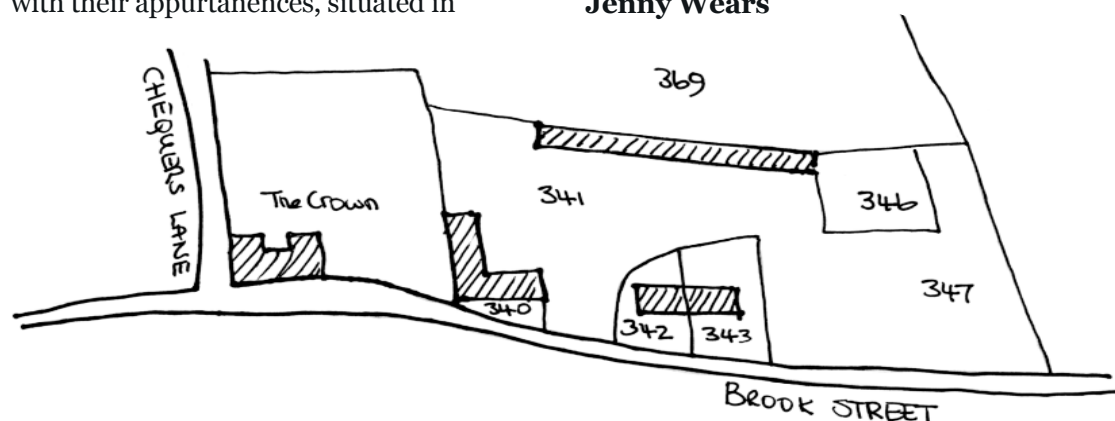 with their appurtanences, situated in
Jenny Wears
CHEQUERS LANE
The Crown
369
341
346
347
340
342
343
BROOK STREET